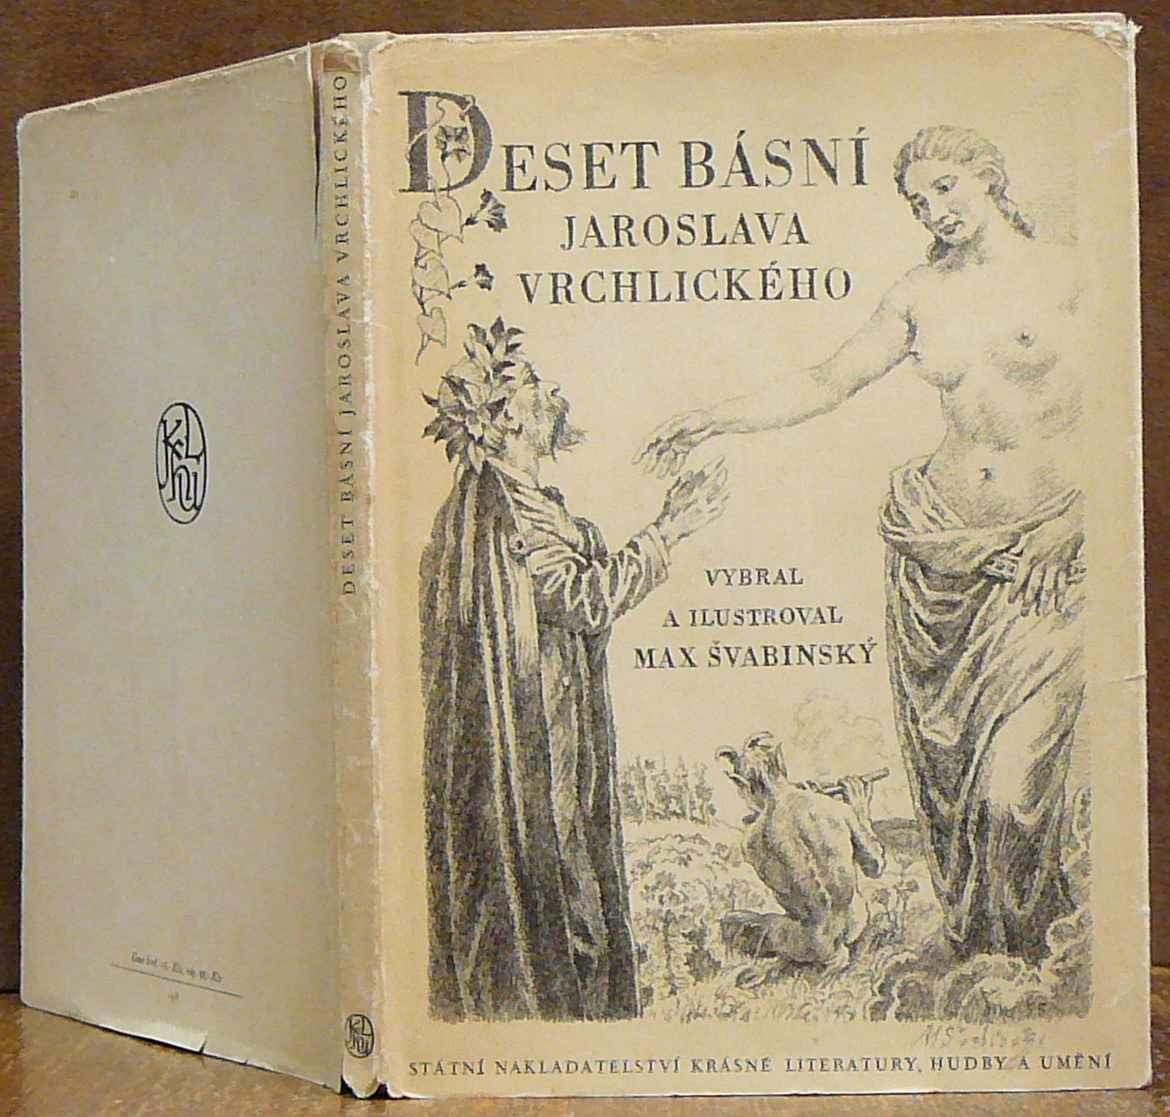 DESET BÁSNÍ
JAROSLAVA
VRCHLICKÉHO
VYBRAL
A ILUSTROVAL
MAX ŠVABINSKÝ
STÁTNÍ NAKLADATELSTVÍ KRÁSNÉ LITERATURY, HUDBY A UMĚNÍ
DESET BÁSNÍ JAROSLAVA VRCHLICKÉHO